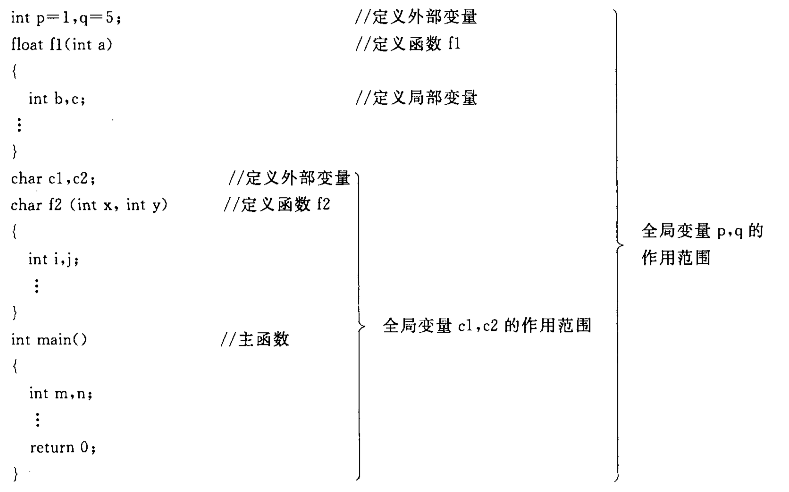 int p=1,q=5; //定义外部变量
float f1(int a) //定义函数 f1
{
int b,c; //定义局部变量
⋮
}
char c1,c2; //定义外部变量
char f2 (int x, int y) //定义函数 f2
{
int i,j;
⋮
}
int main() //主函数
{
int m,n;
⋮
return 0;
}
全局变量 c1,c2 的作用范围
全局变量 p,q 的
作用范围